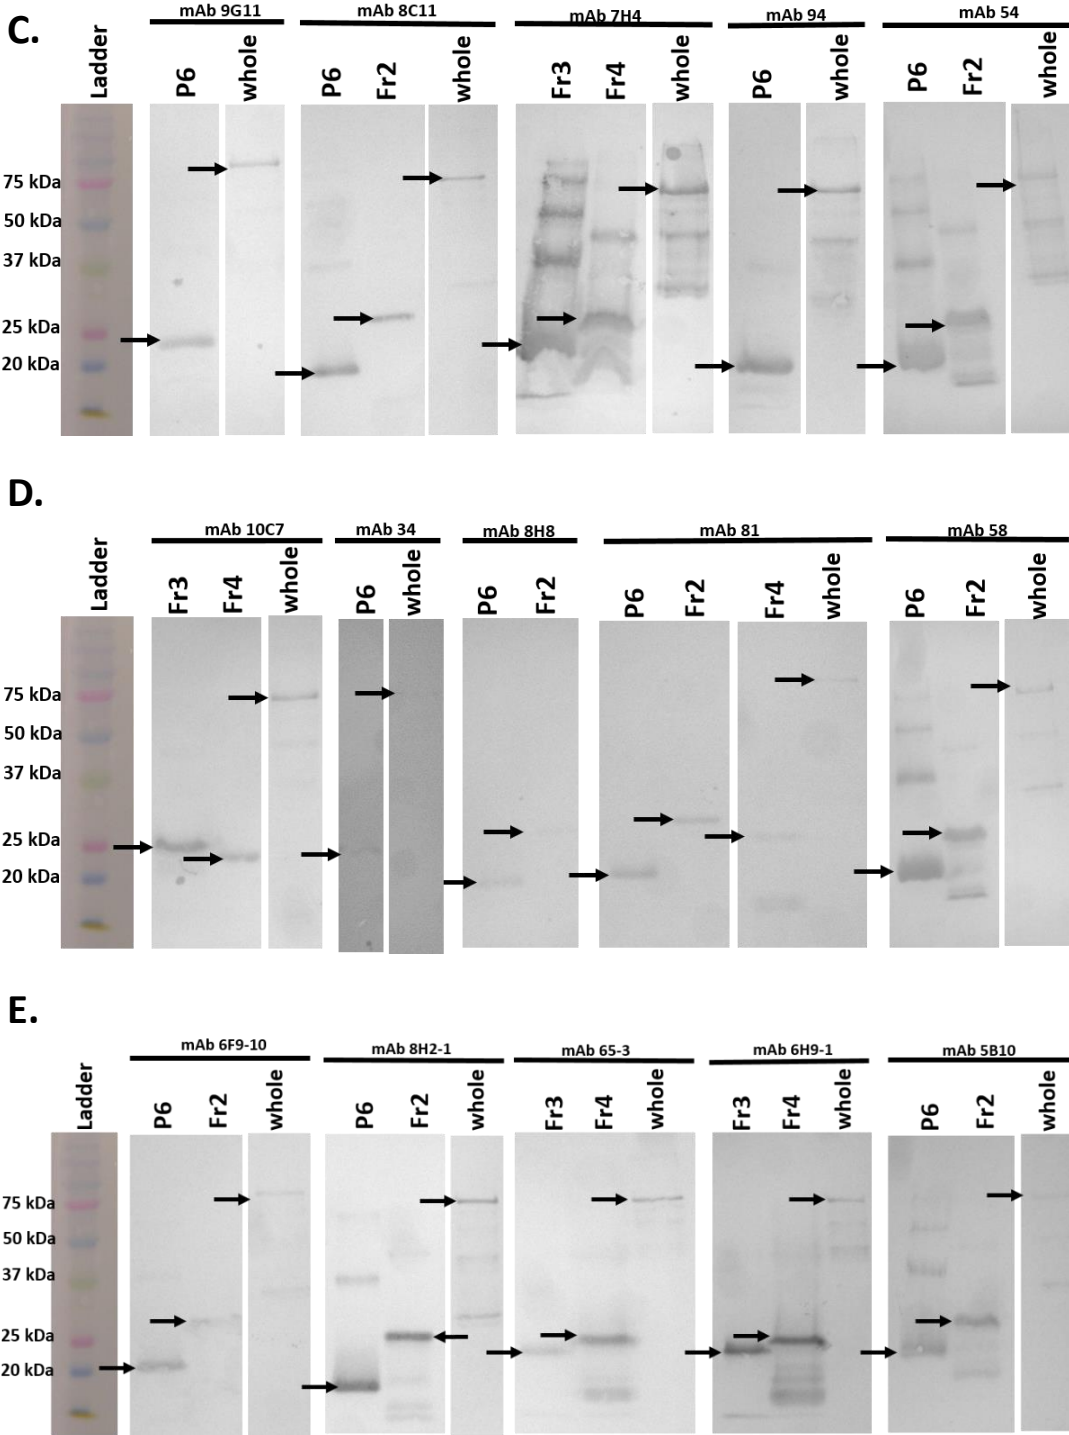 C.
mAb 9G11 mAb 8C11 mAb 7H4 mAb 94 mAb 54
Ladder P6 whole P6 Fr2 whole Fr3 Fr4 whole P6 whole P6 Fr2 whole
75 kDa
50 kDa
37 kDa
25 kDa
20 kDa
D.
mAb 10C7 mAb 34 mAb 8H8 mAb 81 mAb 58
Ladder Fr3 Fr4 whole P6 whole P6 Fr2 P6 Fr2 Fr4 whole P6 Fr2 whole
75 kDa
50 kDa
37 kDa
25 kDa
20 kDa
E.
mAb 6F9-10 mAb 8H2-1 mAb 65-3 mAb 6H9-1 mAb 5B10
Ladder P6 Fr2 whole P6 Fr2 whole Fr3 Fr4 whole Fr3 Fr4 whole P6 Fr2 whole
75 kDa
50 kDa
37 kDa
25 kDa
20 kDa